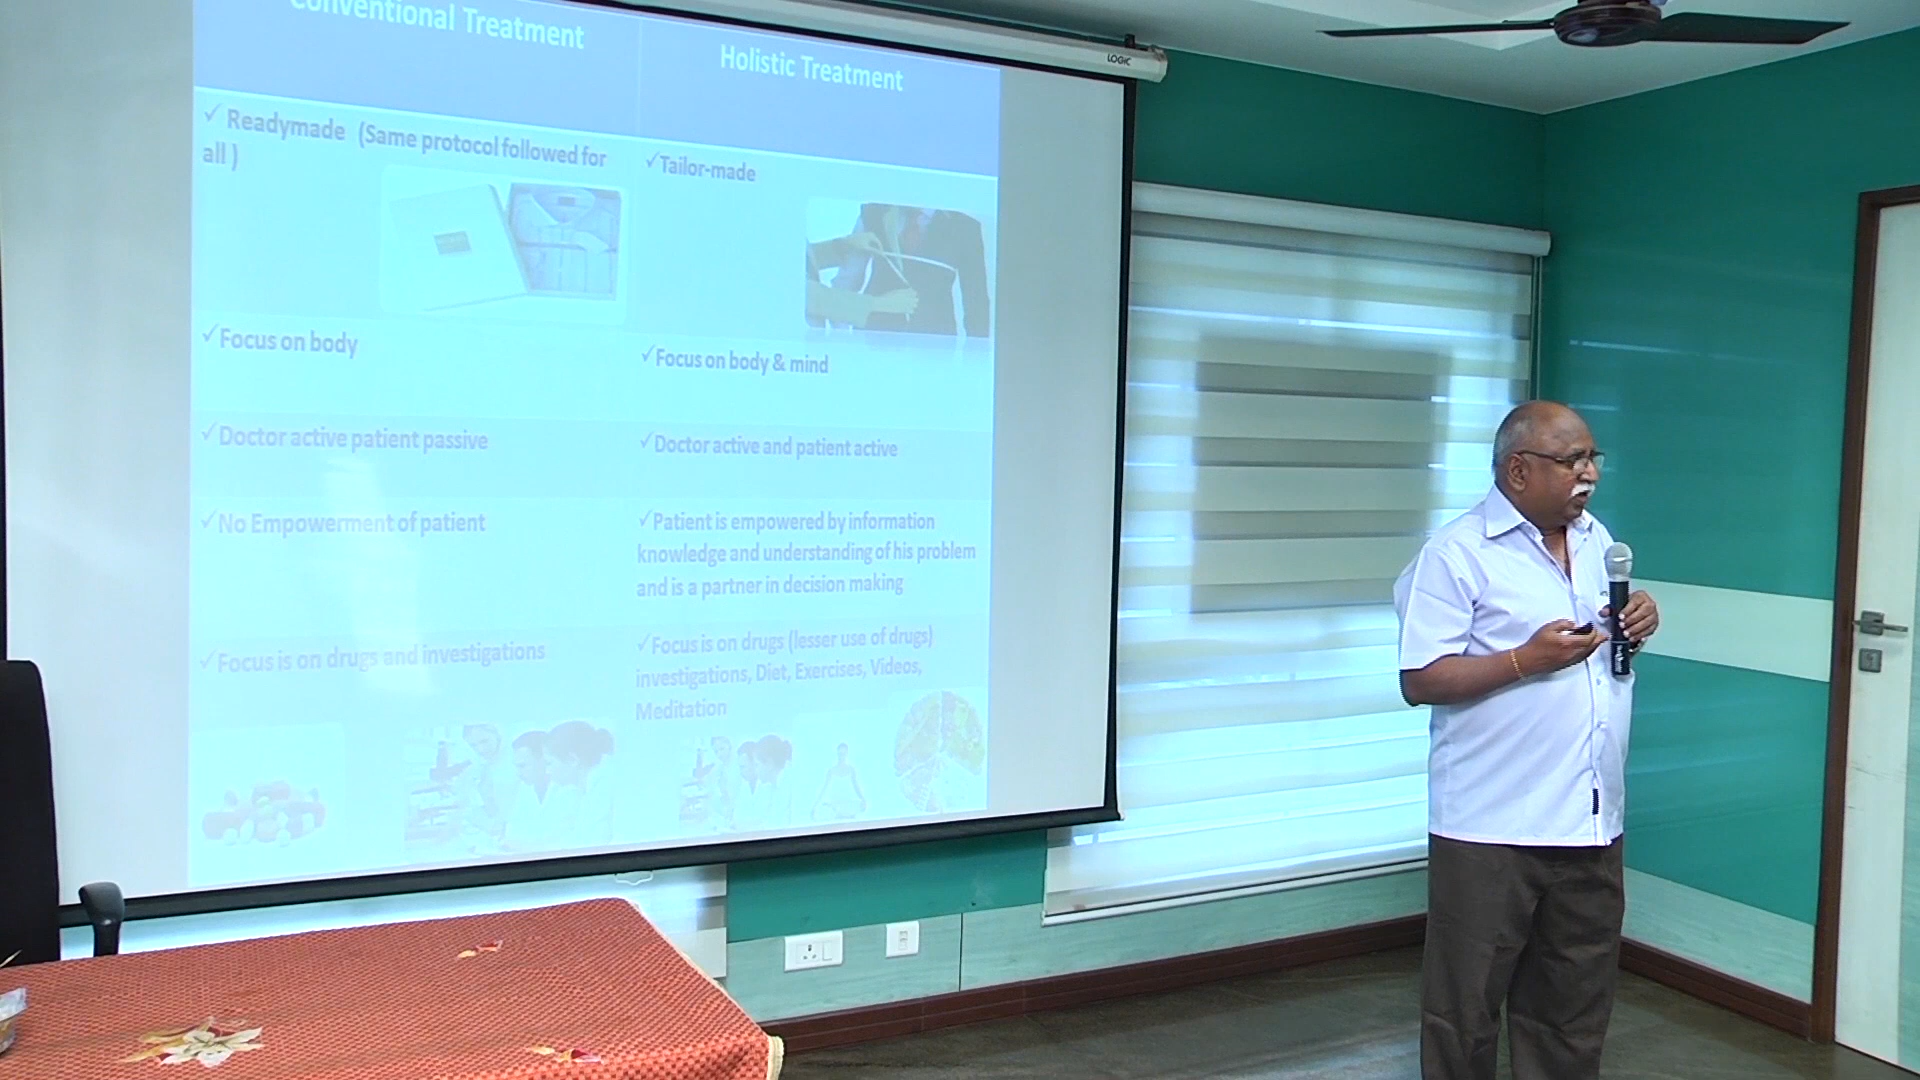 Conventional Treatment
Holistic Treatment
✓ Readymade (Same protocol followed for
all )
✓Tailor-made
✓Focus on body
✓Focus on body & mind
✓Doctor active patient passive
✓Doctor active and patient active
✓No Empowerment of patient
✓Patient is empowered by information
knowledge and understanding of his problem
and is a partner in decision making
✓Focus is on drugs and investigations
✓Focus is on drugs (lesser use of drugs)
investigations, Diet, Exercises, Videos,
Meditation
LOGIC